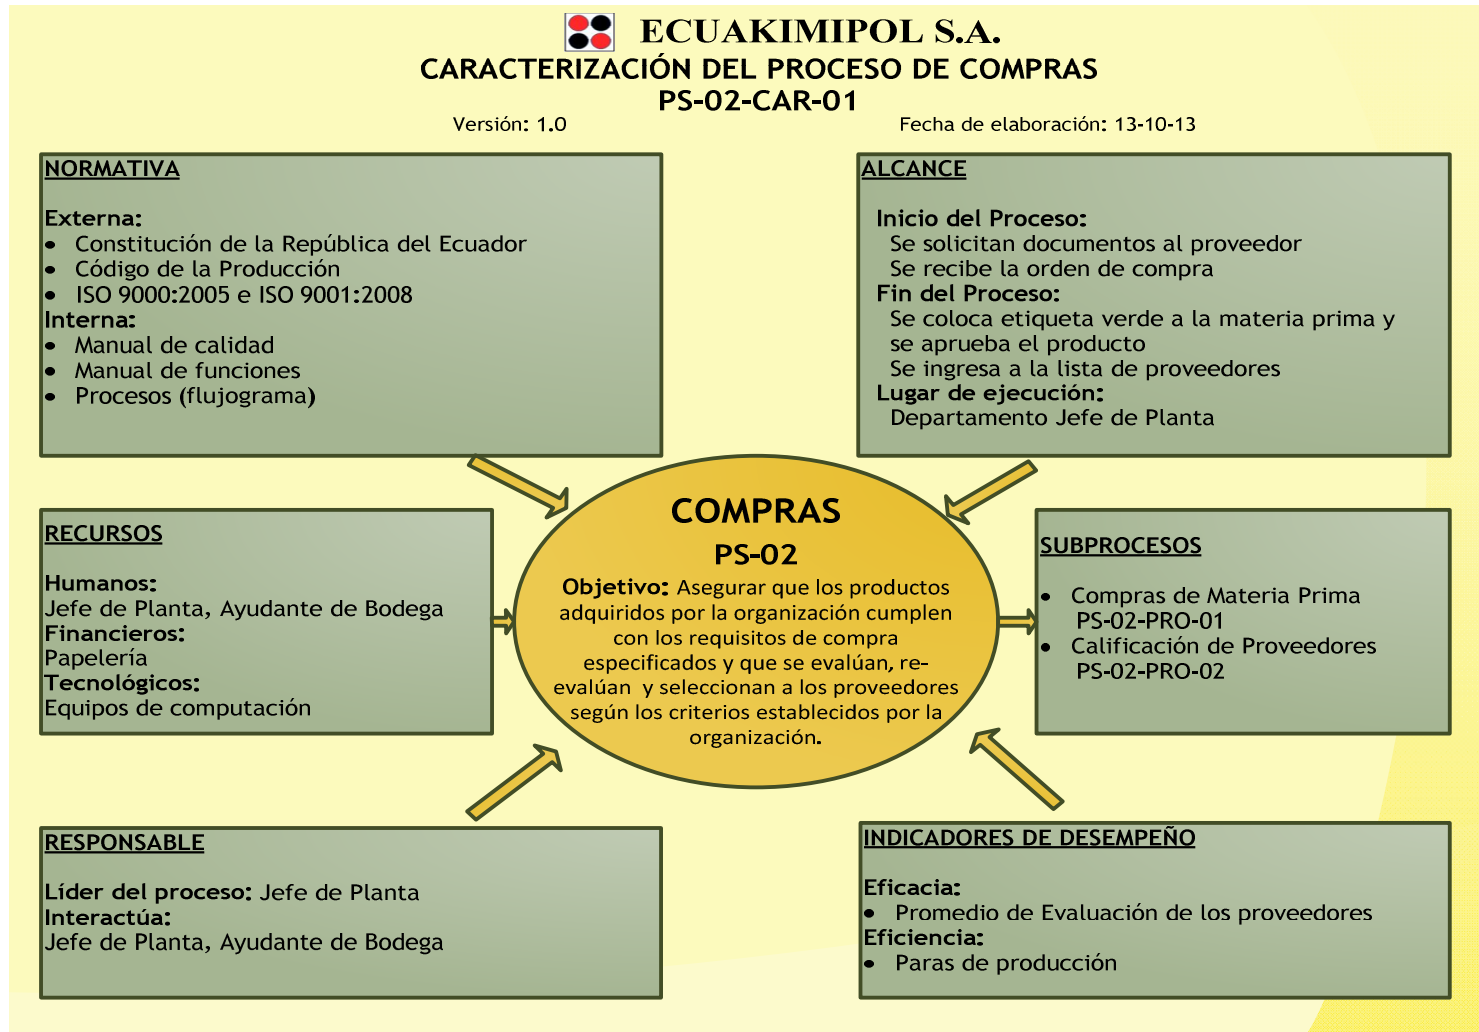 ECUAKIMIPOL S.A.
CARACTERIZACIÓN DEL PROCESO DE COMPRAS
PS-02-CAR-01
Versión: 1.0
Fecha de elaboración: 13-10-13
NORMATIVA
Externa:
• Constitución de la República del Ecuador
• Código de la Producción
• ISO 9000:2005 e ISO 9001:2008
Interna:
• Manual de calidad
• Manual de funciones
• Procesos (flujograma)
ALCANCE
Inicio del Proceso:
Se solicitan documentos al proveedor
Se recibe la orden de compra
Fin del Proceso:
Se coloca etiqueta verde a la materia prima y
se aprueba el producto
Se ingresa a la lista de proveedores
Lugar de ejecución:
Departamento Jefe de Planta
RECURSOS
Humanos:
Jefe de Planta, Ayudante de Bodega
Financieros:
Papelería
Tecnológicos:
Equipos de computación
COMPRAS
PS-02
Objetivo: Asegurar que los productos
adquiridos por la organización cumplen
con los requisitos de compra
especificados y que se evalúan, re-
evalúan y seleccionan a los proveedores
según los criterios establecidos por la
organización.
SUBPROCESOS
• Compras de Materia Prima
PS-02-PRO-01
• Calificación de Proveedores
PS-02-PRO-02
RESPONSABLE
Líder del proceso: Jefe de Planta
Interactúa:
Jefe de Planta, Ayudante de Bodega
INDICADORES DE DESEMPEÑO
Eficacia:
• Promedio de Evaluación de los proveedores
Eficiencia:
• Paras de producción